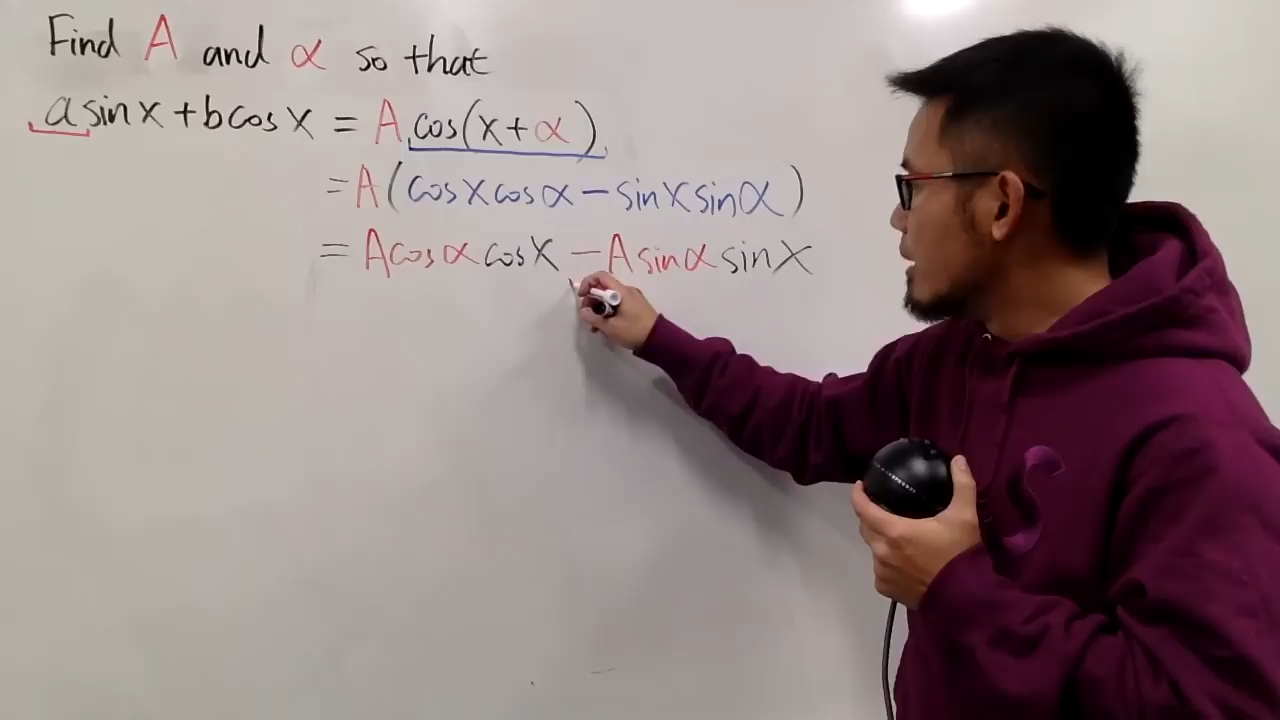 Find A and α so that
a sin x + b cos x = A cos(x + α)
= A(cos x cos α − sin x sin α)
= A cos α cos x − A sin α sin x